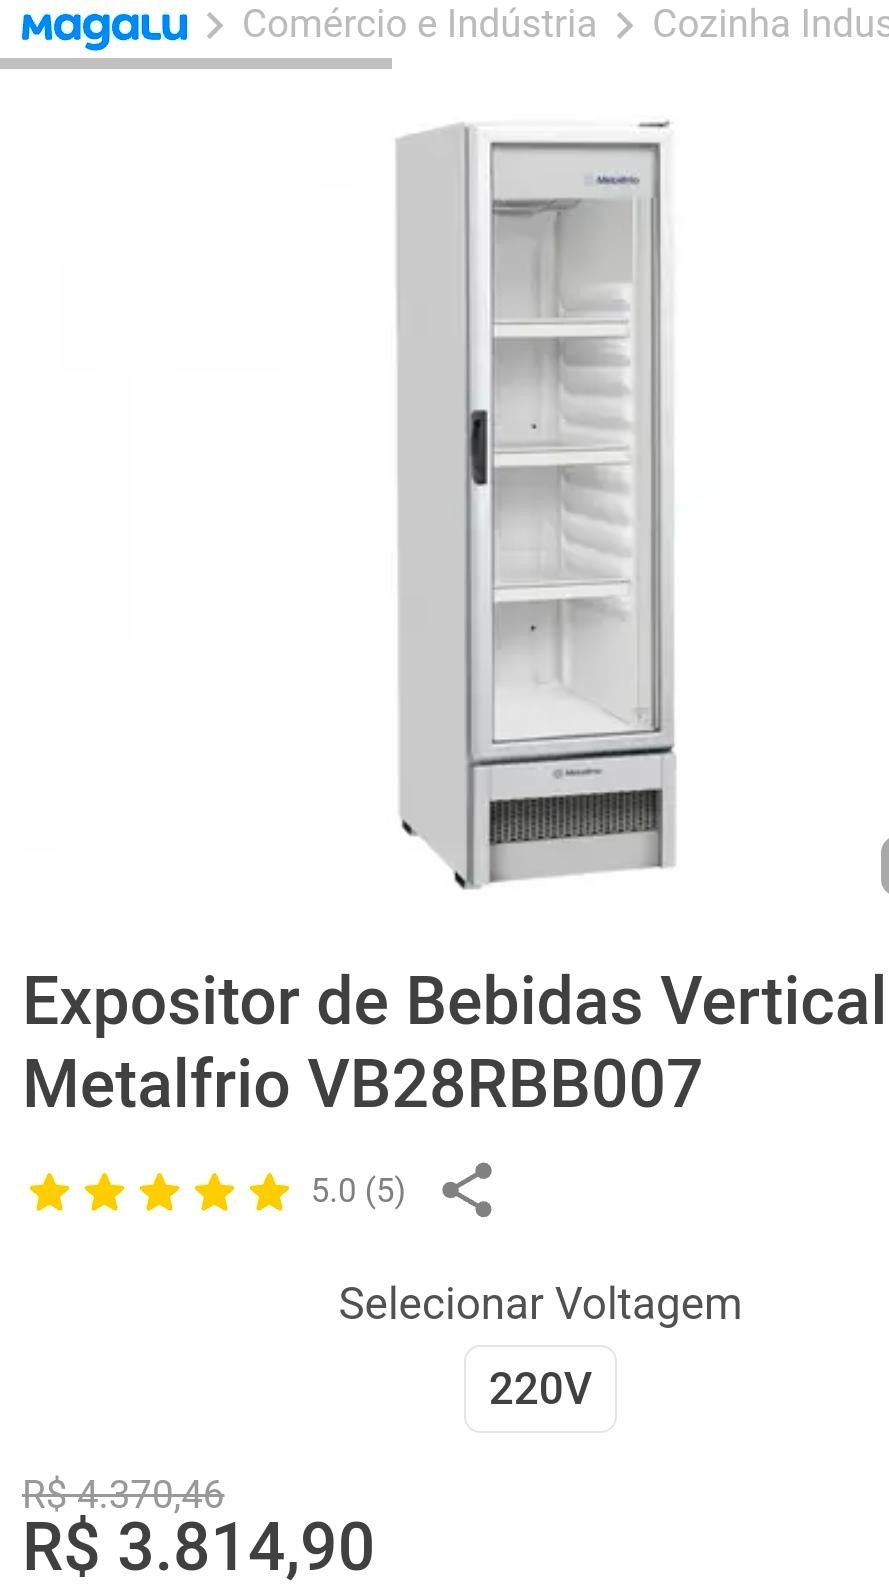 Magalu > Comércio e Indústria > Cozinha Indus
Metalfrio
Metalfrio
Expositor de Bebidas Vertical
Metalfrio VB28RBB007
5.0 (5)
Selecionar Voltagem
220V
R$ 4.370,46
R$ 3.814,90